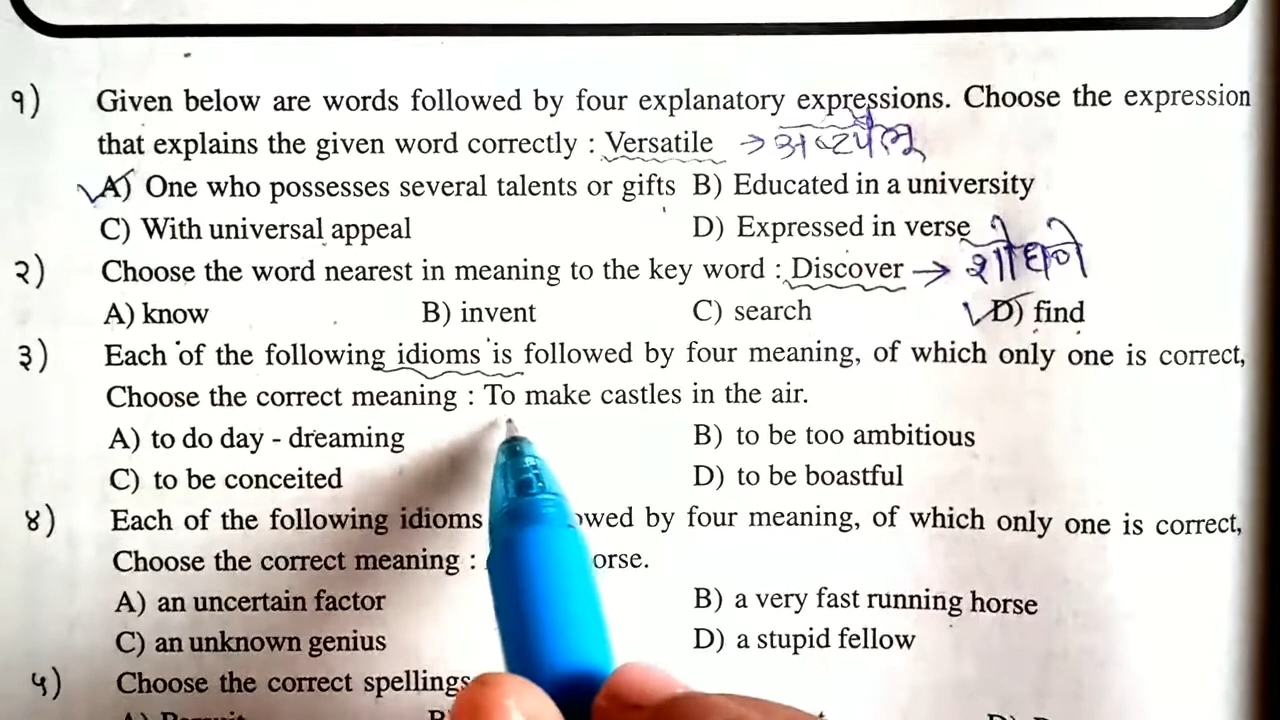 १) Given below are words followed by four explanatory expressions. Choose the expression
that explains the given word correctly : Versatile → अष्टपैलू
A) One who possesses several talents or gifts B) Educated in a university
C) With universal appeal D) Expressed in verse
२) Choose the word nearest in meaning to the key word : Discover → शोधणे
A) know B) invent C) search D) find
३) Each of the following idioms is followed by four meaning, of which only one is correct,
Choose the correct meaning : To make castles in the air.
A) to do day - dreaming B) to be too ambitious
C) to be conceited D) to be boastful
४) Each of the following idioms owed by four meaning, of which only one is correct,
Choose the correct meaning : orse.
A) an uncertain factor B) a very fast running horse
C) an unknown genius D) a stupid fellow
५) Choose the correct spellings